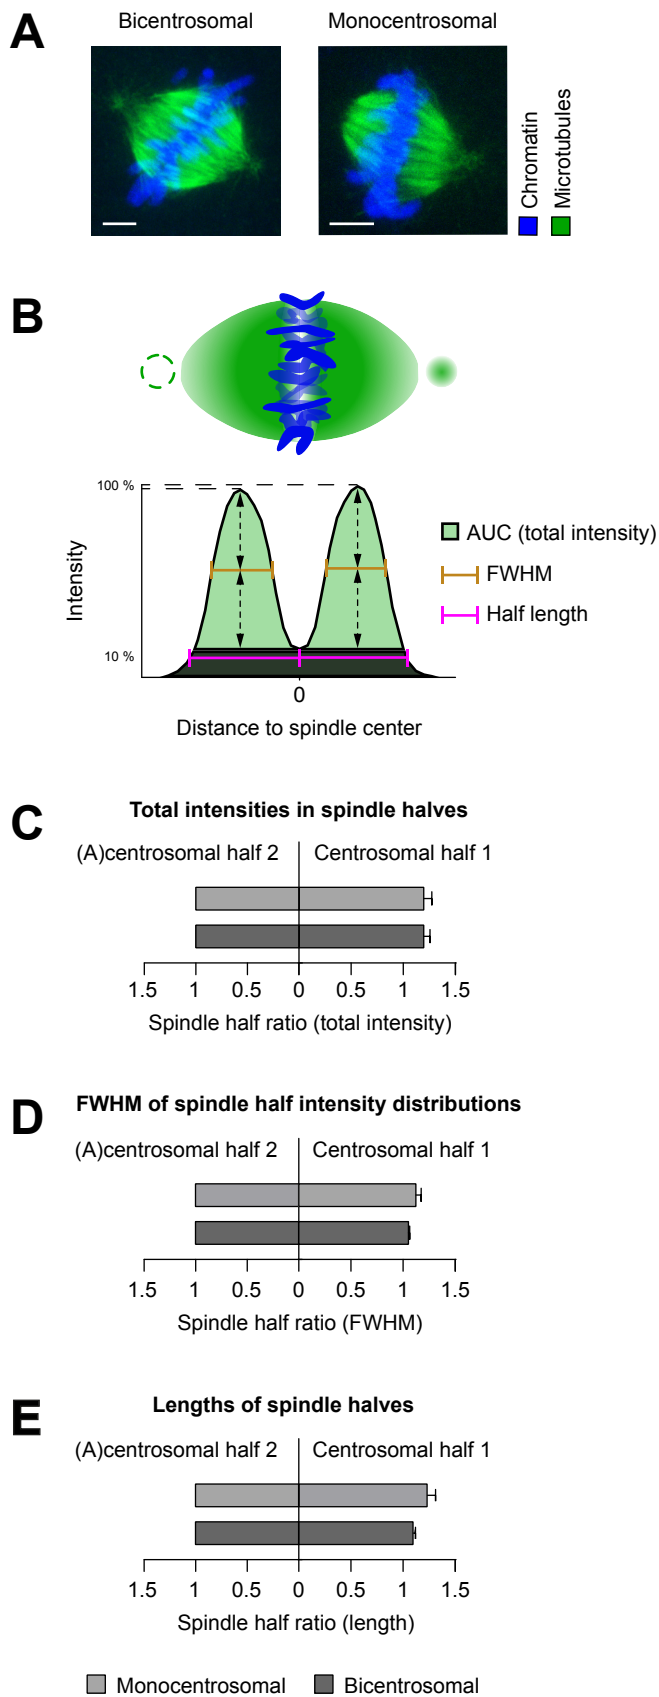 A
Bicentrosomal
Monocentrosomal
Chromatin
Microtubules
B
100 %
10 %
Intensity
0
Distance to spindle center
AUC (total intensity)
FWHM
Half length
C
Total intensities in spindle halves
(A)centrosomal half 2
Centrosomal half 1
1.5 1 0.5 0 0.5 1 1.5
Spindle half ratio (total intensity)
D
FWHM of spindle half intensity distributions
(A)centrosomal half 2
Centrosomal half 1
1.5 1 0.5 0 0.5 1 1.5
Spindle half ratio (FWHM)
E
Lengths of spindle halves
(A)centrosomal half 2
Centrosomal half 1
1.5 1 0.5 0 0.5 1 1.5
Spindle half ratio (length)
Monocentrosomal
Bicentrosomal